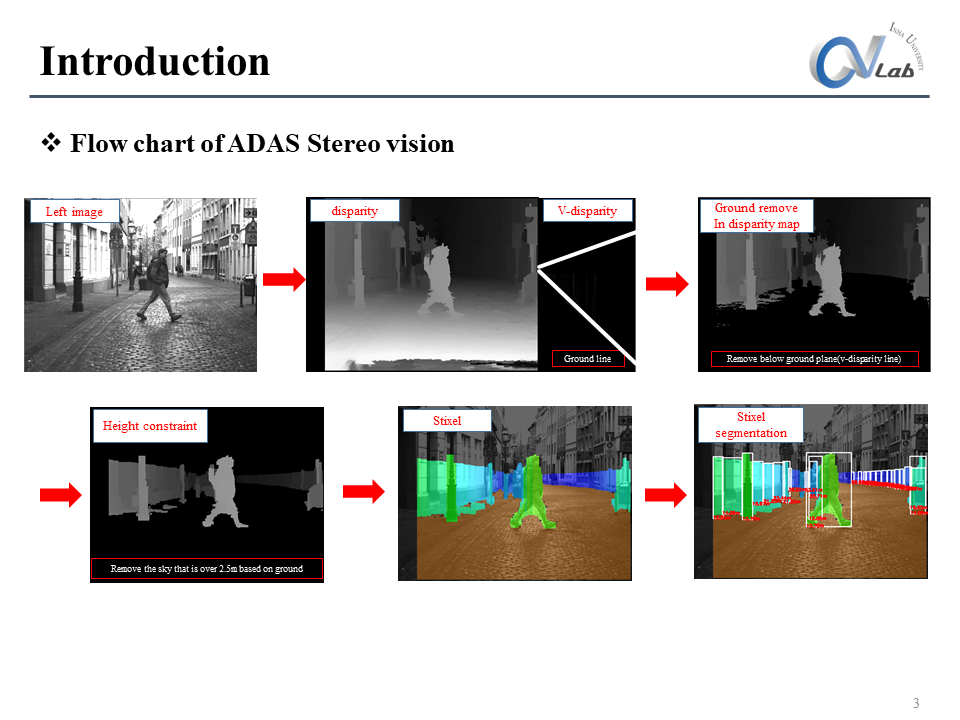 Introduction
INHA UNIVERSITY
CV Lab
❖ Flow chart of ADAS Stereo vision
Left image
disparity
V-disparity
Ground line
Ground remove
In disparity map
Remove below ground plane(v-disparity line)
Height constraint
Remove the sky that is over 2.5m based on ground
Stixel
Stixel
segmentation
3